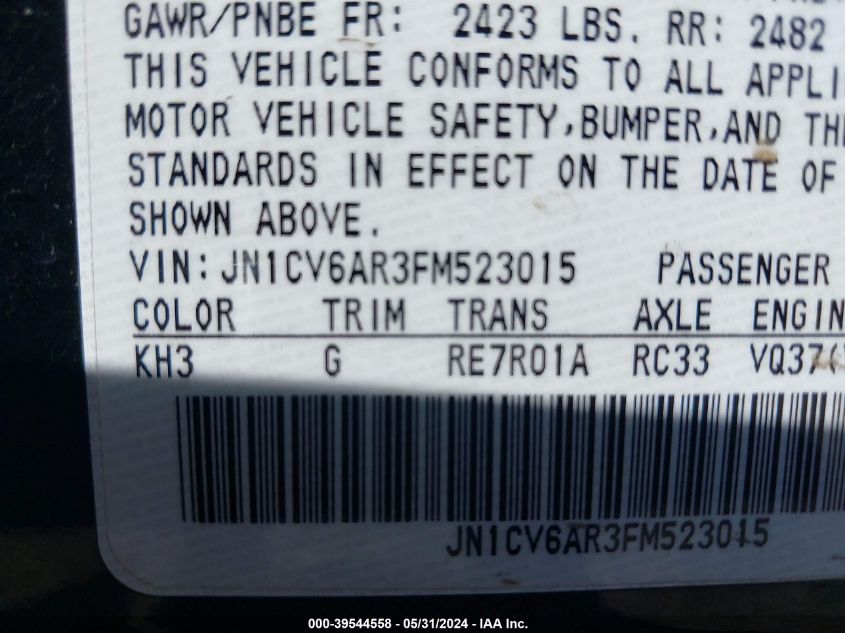 GAWR/PNBE FR: 2423 LBS. RR: 2482
THIS VEHICLE CONFORMS TO ALL APPLI
MOTOR VEHICLE SAFETY,BUMPER,AND THE
STANDARDS IN EFFECT ON THE DATE OF
SHOWN ABOVE.
VIN:JN1CV6AR3FM523015 PASSENGER
COLOR TRIM TRANS AXLE ENGIN
KH3 G RE7R01A RC33 VQ37
JN1CV6AR3FM523015
000-39544558 - 05/31/2024 - IAA Inc.